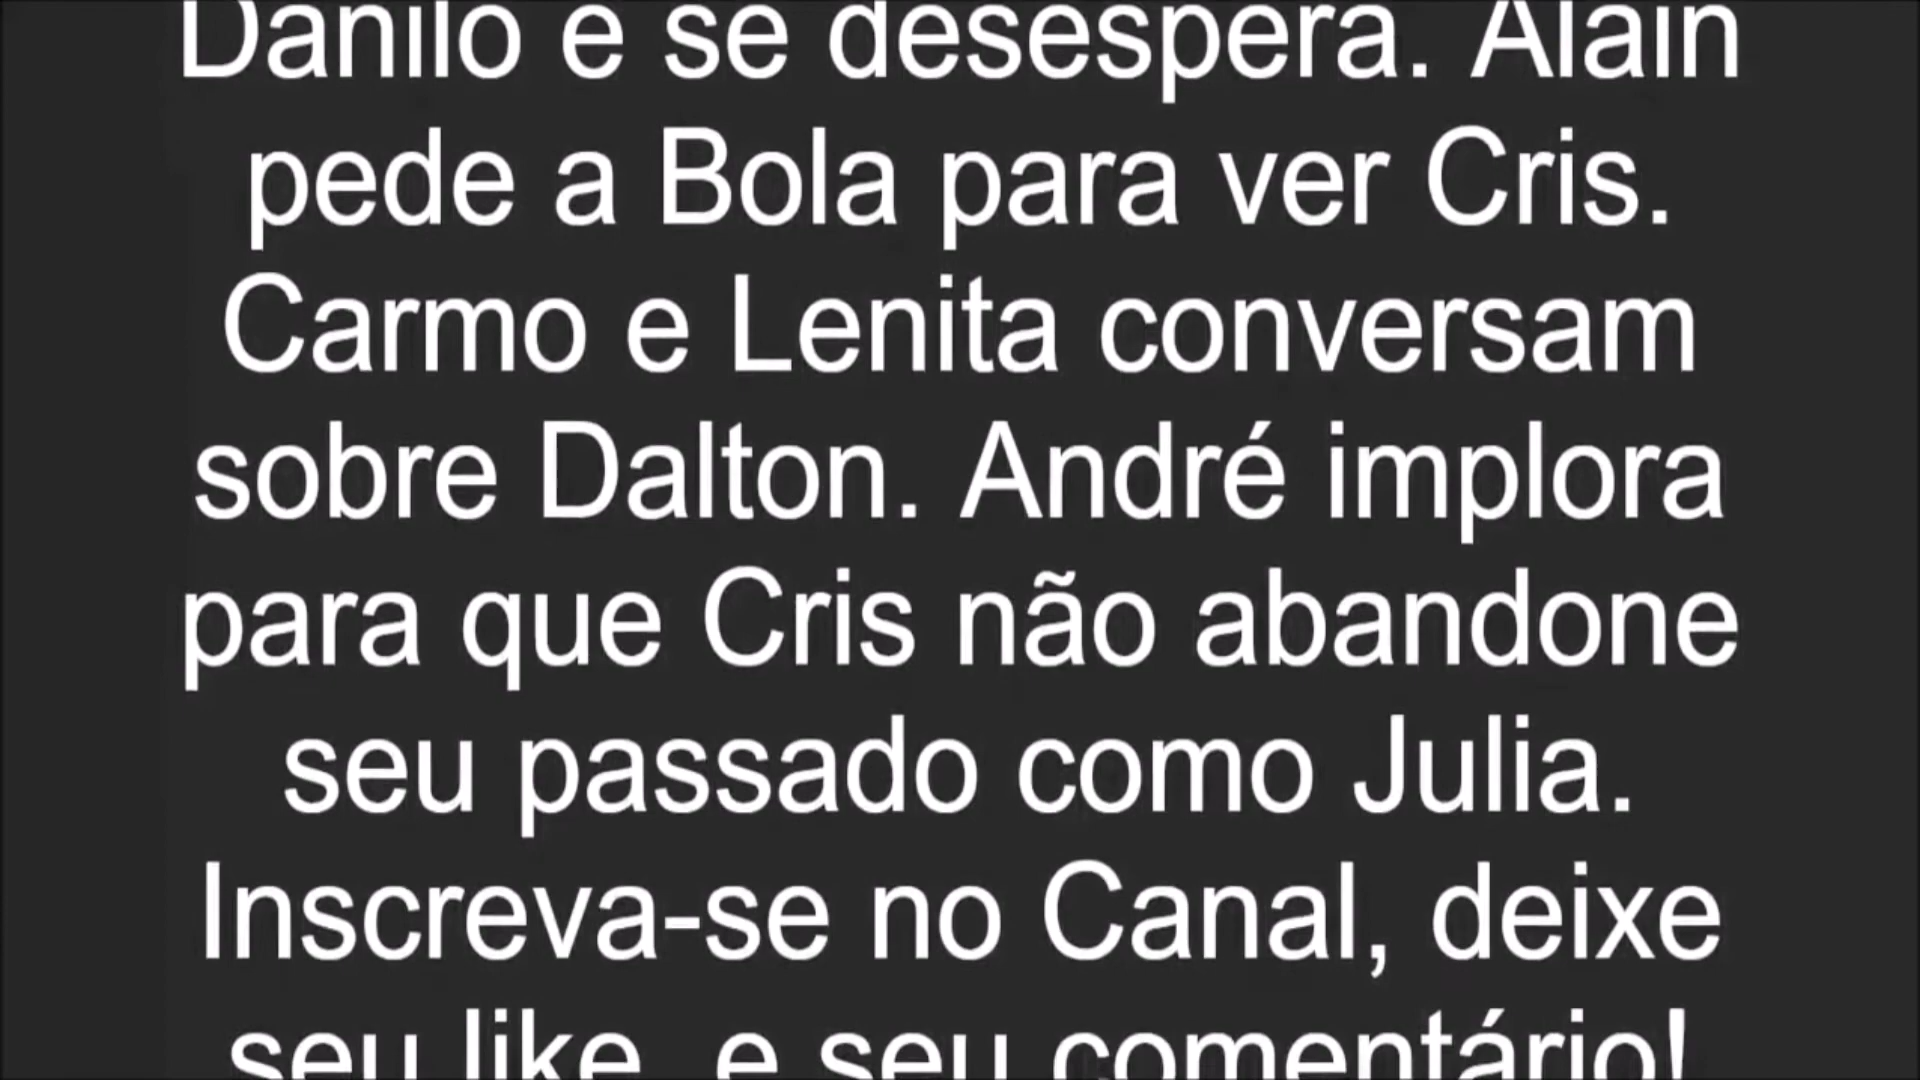 Danilo e se desespera. Alain
pede a Bola para ver Cris.
Carmo e Lenita conversam
sobre Dalton. André implora
para que Cris não abandone
seu passado como Julia.
Inscreva-se no Canal, deixe
seu like, e seu comentário!